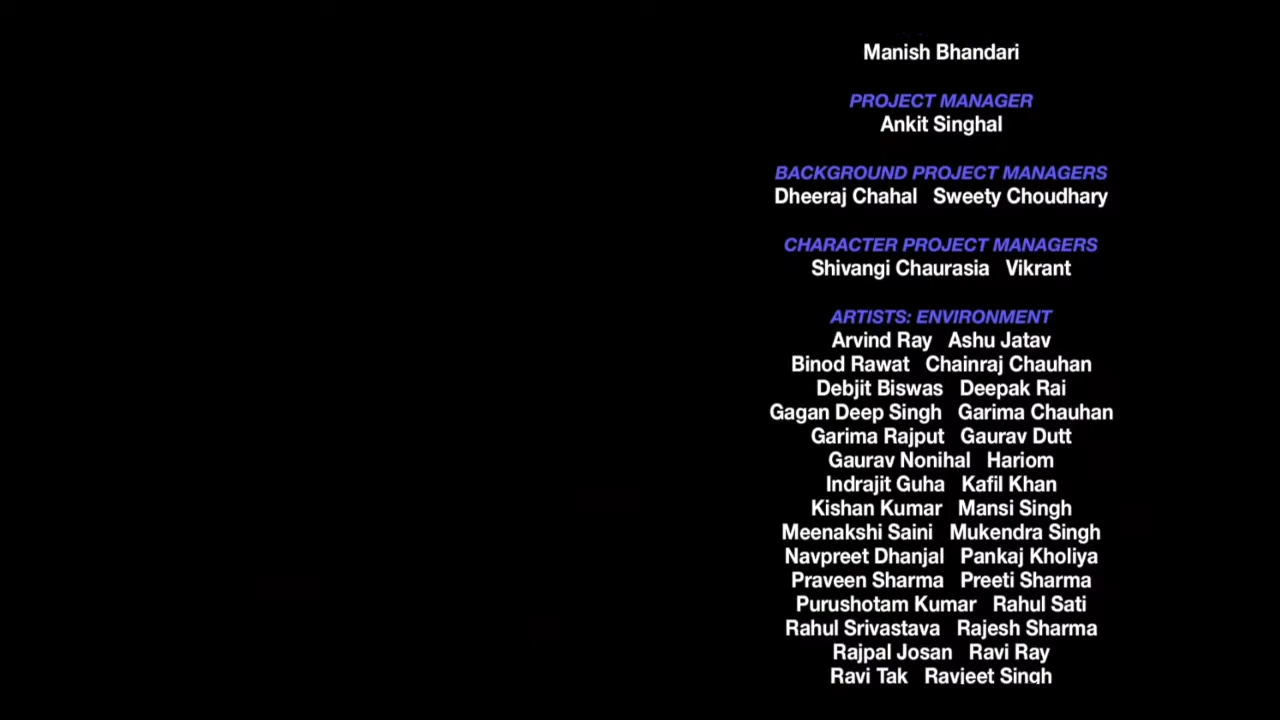 Manish Bhandari
PROJECT MANAGER
Ankit Singhal
BACKGROUND PROJECT MANAGERS
Dheeraj Chahal Sweety Choudhary
CHARACTER PROJECT MANAGERS
Shivangi Chaurasia Vikrant
ARTISTS: ENVIRONMENT
Arvind Ray Ashu Jatav
Binod Rawat Chainraj Chauhan
Debjit Biswas Deepak Rai
Gagan Deep Singh Garima Chauhan
Garima Rajput Gaurav Dutt
Gaurav Nonihal Hariom
Indrajit Guha Kafil Khan
Kishan Kumar Mansi Singh
Meenakshi Saini Mukendra Singh
Navpreet Dhanjal Pankaj Kholiya
Praveen Sharma Preeti Sharma
Purushotam Kumar Rahul Sati
Rahul Srivastava Rajesh Sharma
Rajpal Josan Ravi Ray
Ravi Tak Ravjeet Singh